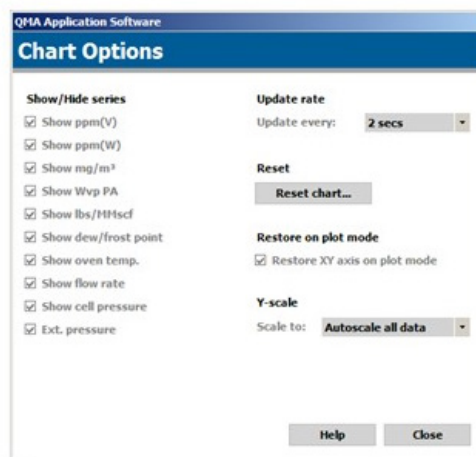 QMA Application Software
Chart Options
Show/Hide series
Show ppm(V)
Show ppm(W)
Show mg/m³
Show Wvp PA
Show lbs/MMscf
Show dew/frost point
Show oven temp.
Show flow rate
Show cell pressure
Ext. pressure
Update rate
Update every: 2 secs
Reset
Reset chart...
Restore on plot mode
Restore XY axis on plot mode
Y-scale
Scale to: Autoscale all data
Help Close